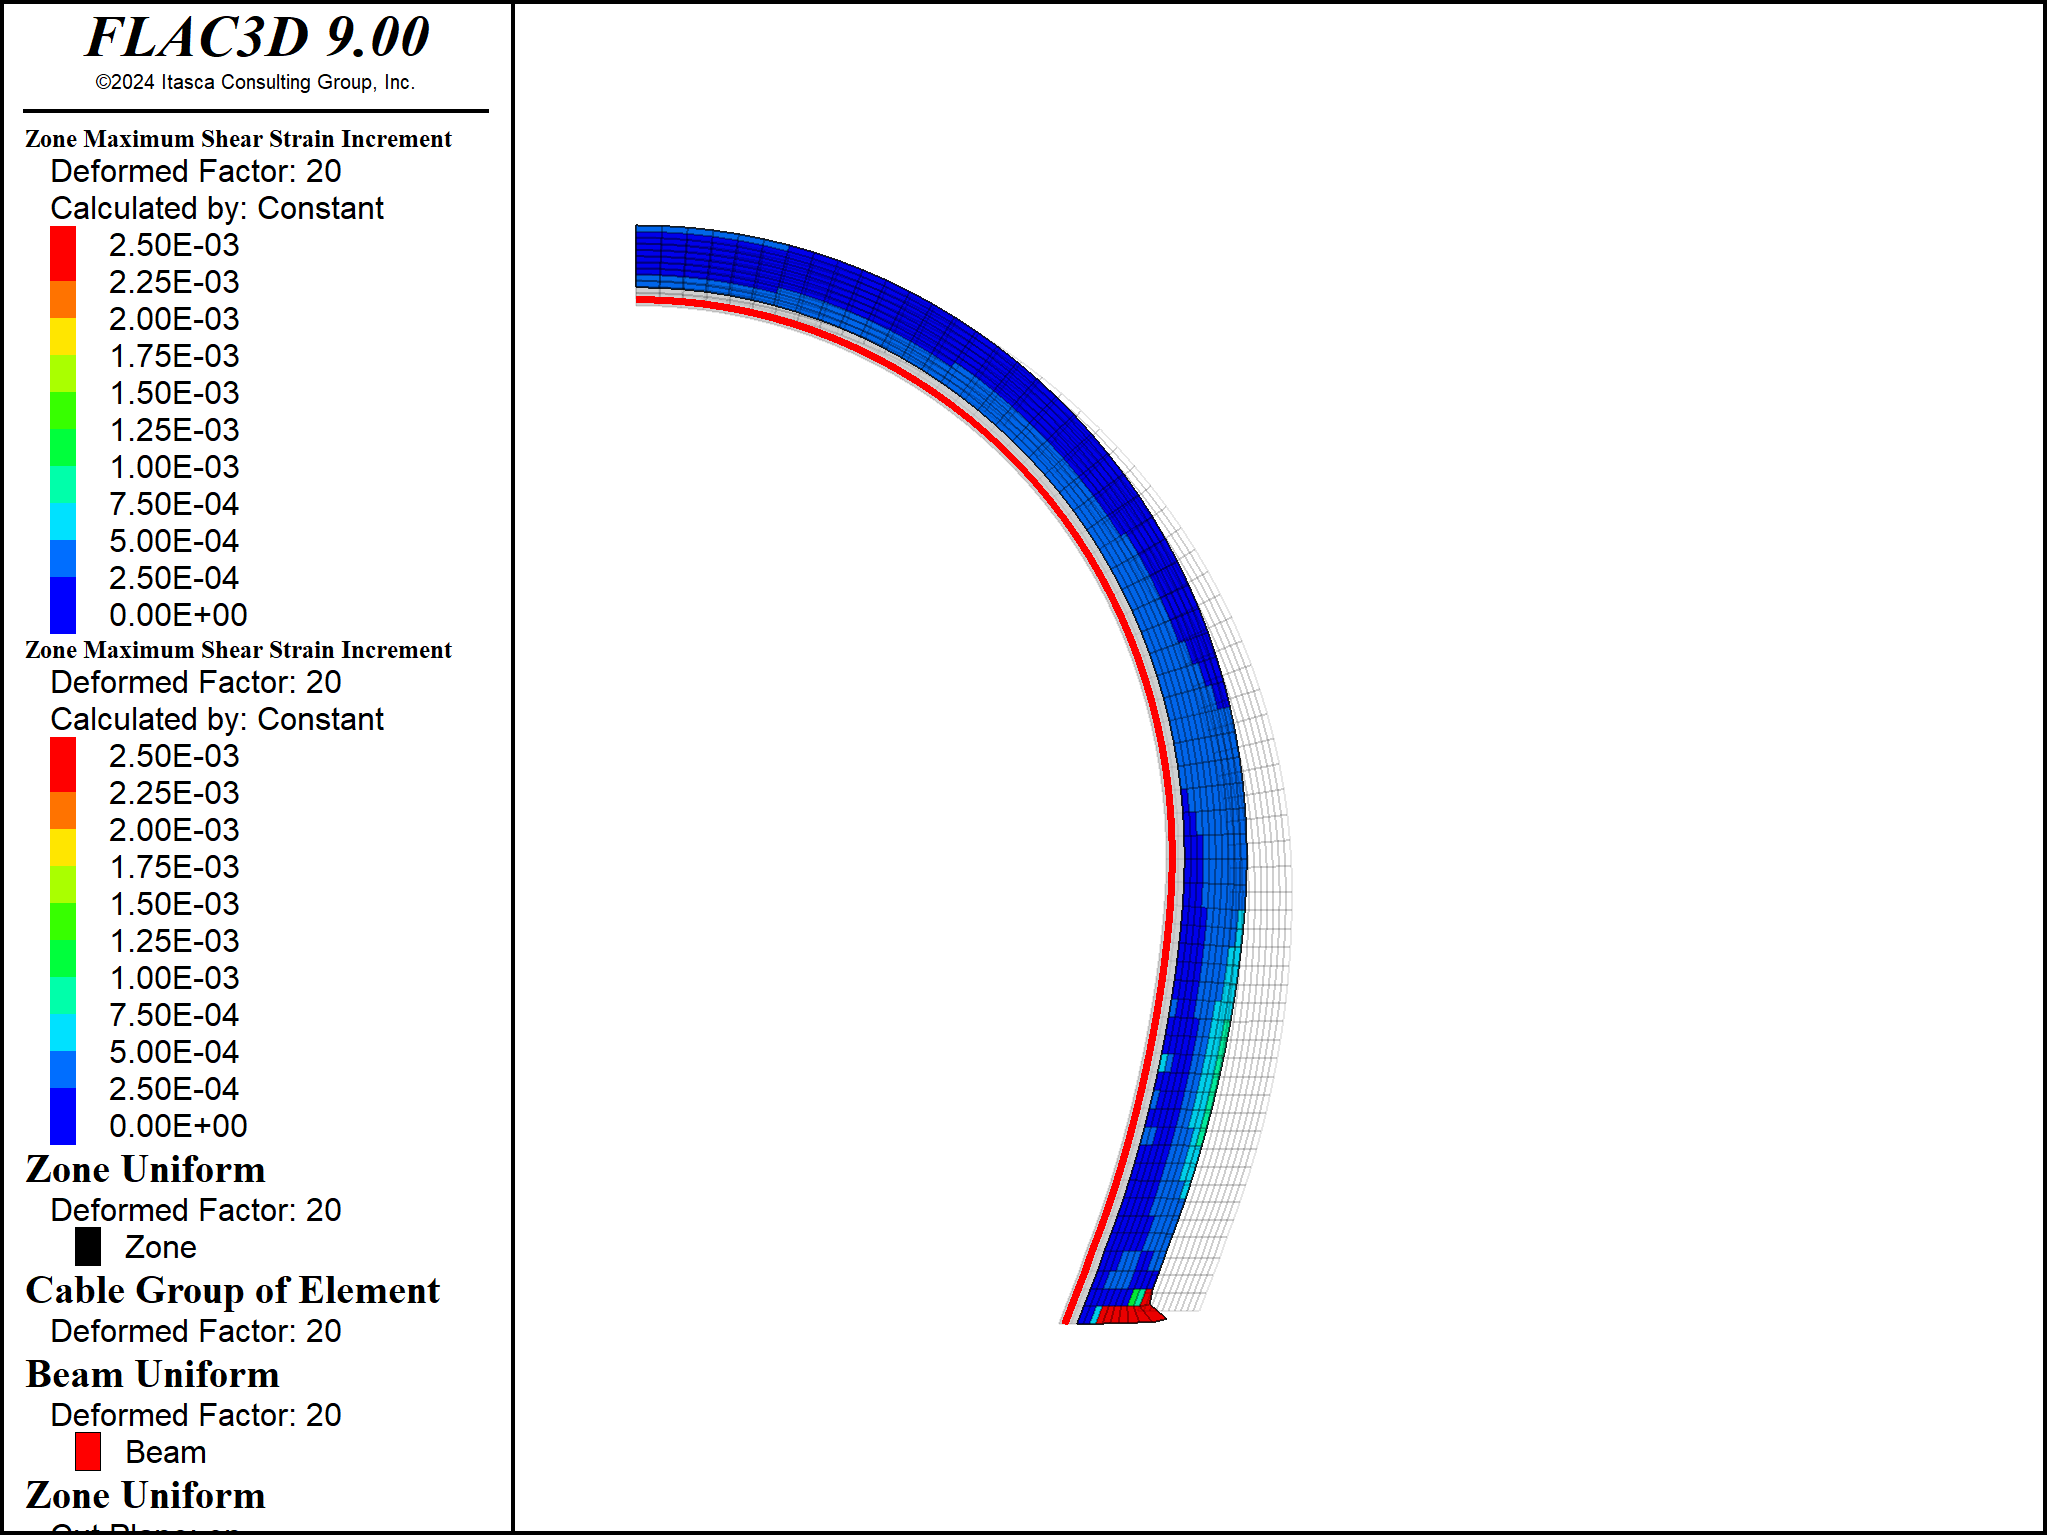 FLAC3D 9.00
©2024 Itasca Consulting Group, Inc.
Zone Maximum Shear Strain Increment
Deformed Factor: 20
Calculated by: Constant
2.50E-03
2.25E-03
2.00E-03
1.75E-03
1.50E-03
1.25E-03
1.00E-03
7.50E-04
5.00E-04
2.50E-04
0.00E+00
Zone Maximum Shear Strain Increment
Deformed Factor: 20
Calculated by: Constant
2.50E-03
2.25E-03
2.00E-03
1.75E-03
1.50E-03
1.25E-03
1.00E-03
7.50E-04
5.00E-04
2.50E-04
0.00E+00
Zone Uniform
Deformed Factor: 20
Zone
Cable Group of Element
Deformed Factor: 20
Beam Uniform
Deformed Factor: 20
Beam
Zone Uniform